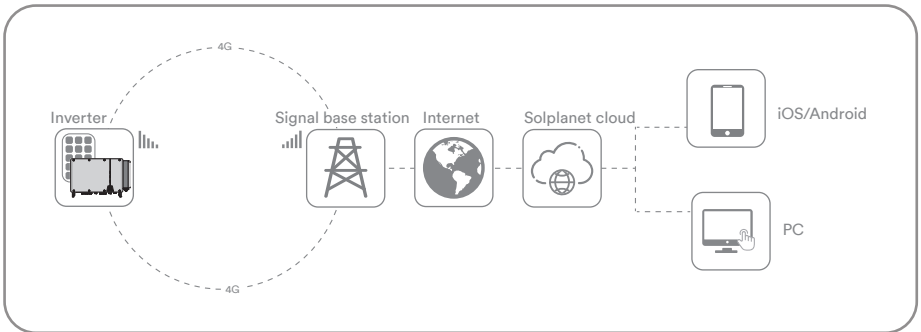 4G
Inverter
Signal base station
Internet
Solplanet cloud
iOS/Android
PC
4G